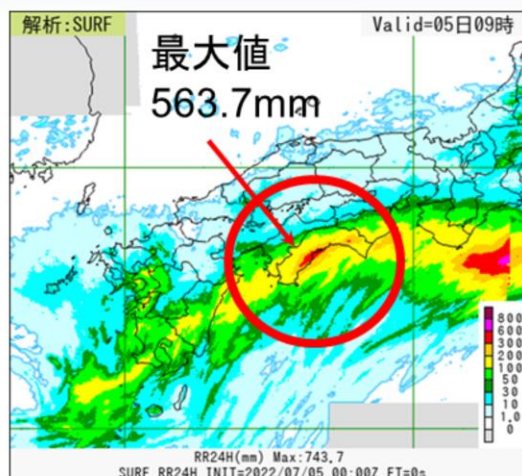 解析:SURF
Valid=05日09時
最大値
563.7mm
800
600
300
200
100
50
30
10
1.0
0
RR24H(mm) Max:743.7
SURF RR24H INIT=2022/07/05 00:00Z FT=0s